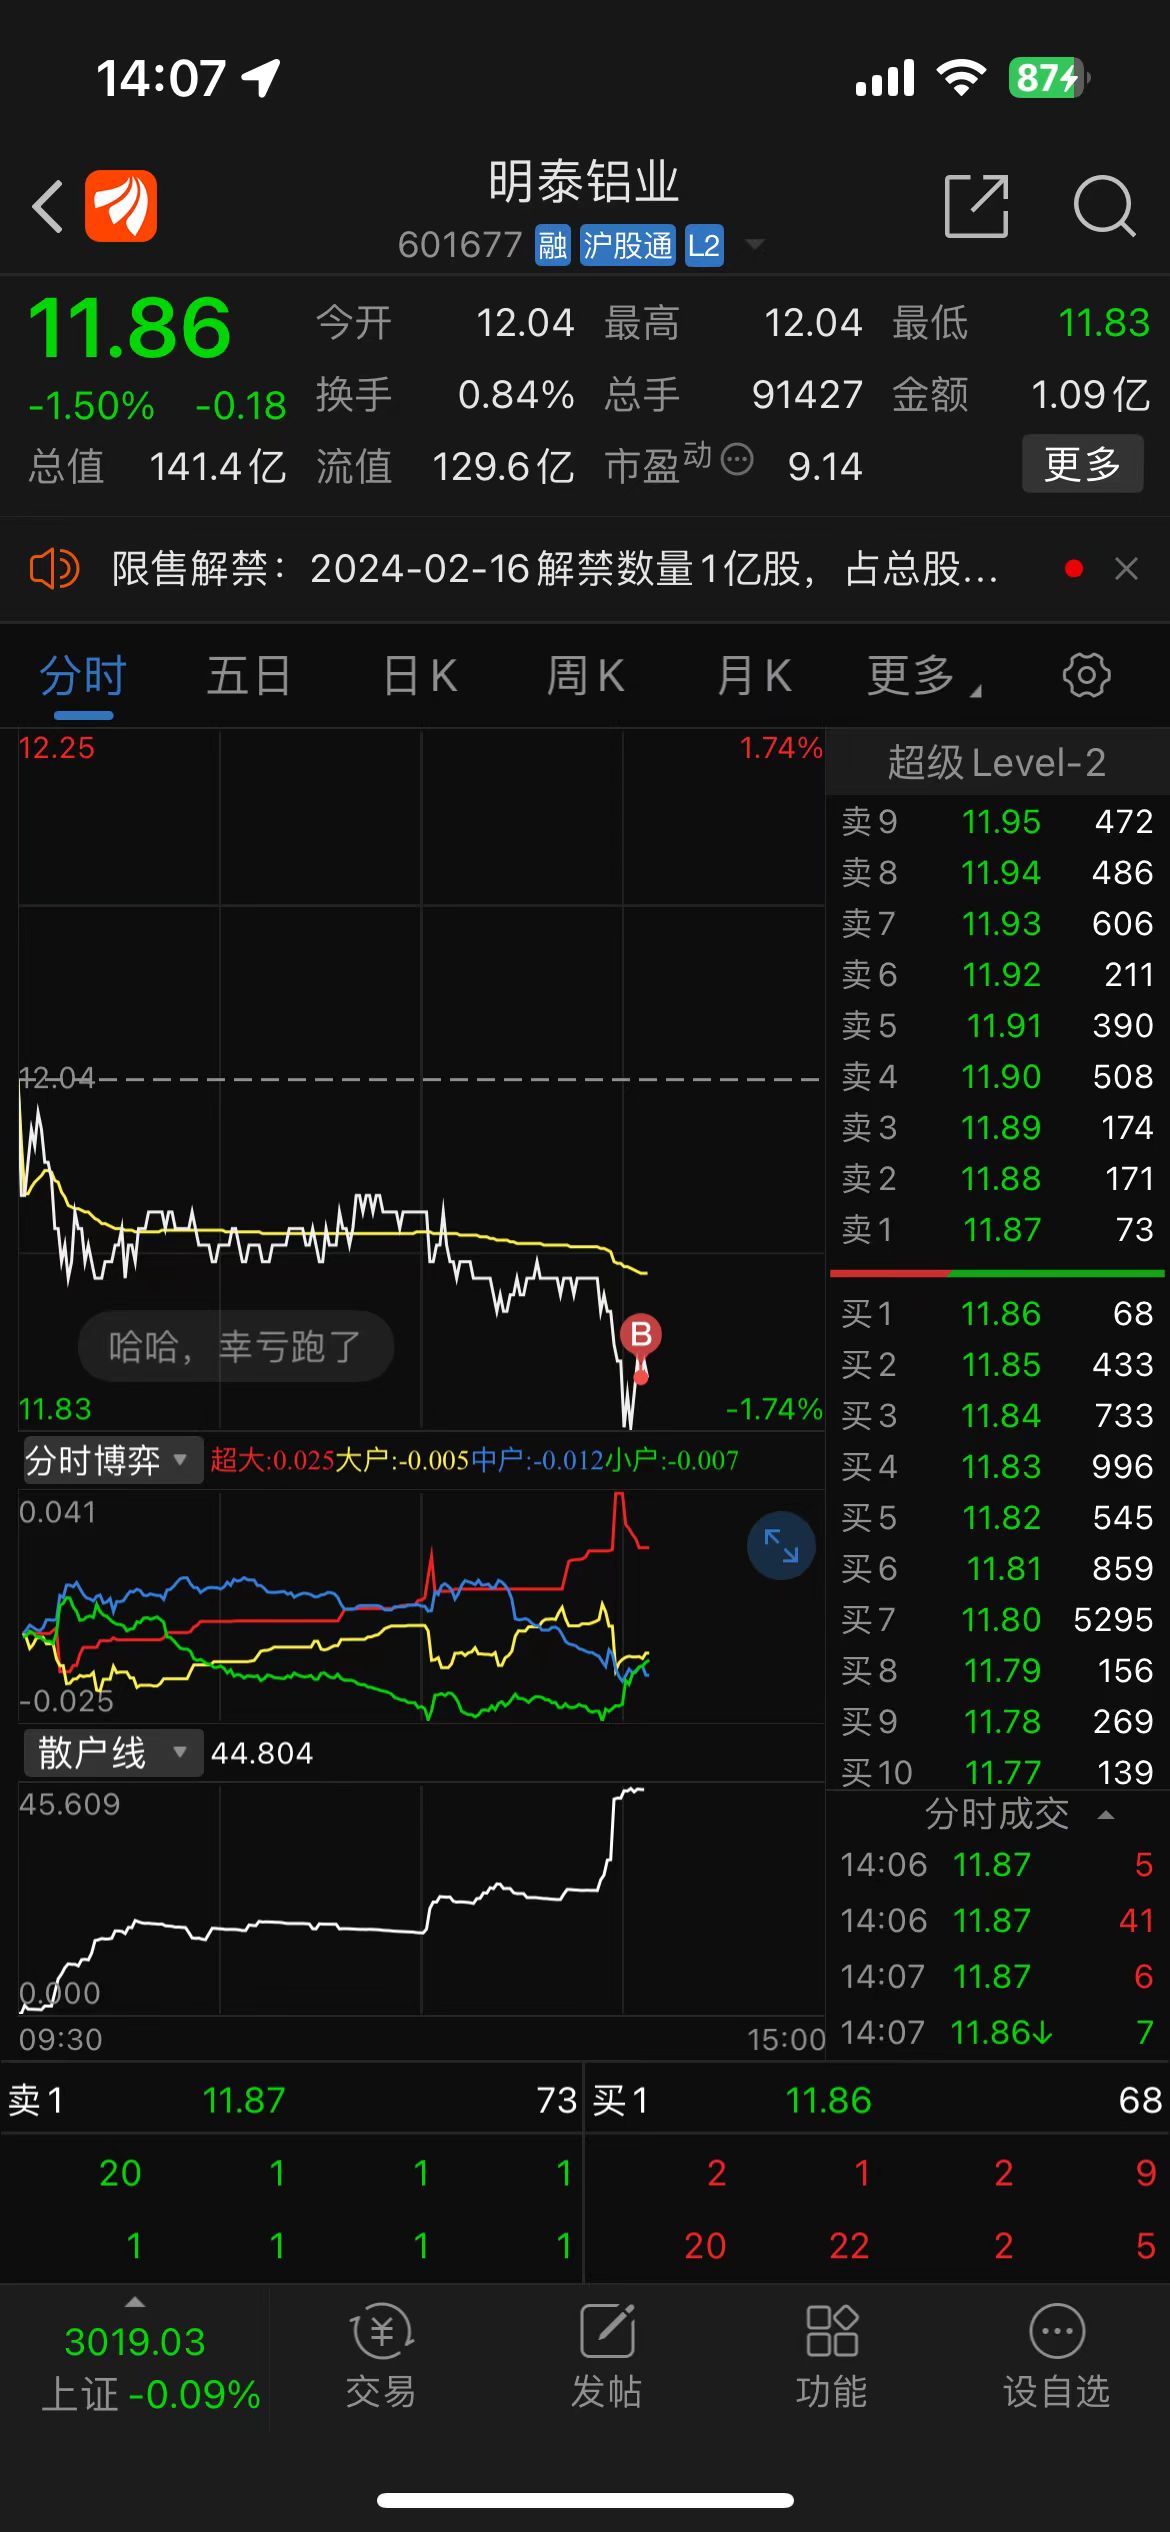 14:07
87
明泰铝业
601677 融 沪股通 L2
11.86 今开 12.04 最高 12.04 最低 11.83
-1.50% -0.18 换手 0.84% 总手 91427 金额 1.09亿
总值 141.4亿 流值 129.6亿 市盈动 9.14 更多
限售解禁：2024-02-16解禁数量1亿股，占总股...
分时 五日 日K 周K 月K 更多
12.25 1.74%
12.04
哈哈，幸亏跑了
B
11.83 -1.74%
分时博弈 超大:0.025大户:-0.005中户:-0.012小户:-0.007
0.041
-0.025
散户线 44.804
45.609
0.000
09:30 15:00
超级Level-2
卖9 11.95 472
卖8 11.94 486
卖7 11.93 606
卖6 11.92 211
卖5 11.91 390
卖4 11.90 508
卖3 11.89 174
卖2 11.88 171
卖1 11.87 73
买1 11.86 68
买2 11.85 433
买3 11.84 733
买4 11.83 996
买5 11.82 545
买6 11.81 859
买7 11.80 5295
买8 11.79 156
买9 11.78 269
买10 11.77 139
分时成交
14:06 11.87 5
14:06 11.87 41
14:07 11.87 6
14:07 11.86↓ 7
卖1 11.87 73 买1 11.86 68
20 1 1 1 2 1 2 9
1 1 1 1 20 22 2 5
3019.03
上证 -0.09%
交易 发帖 功能 设自选